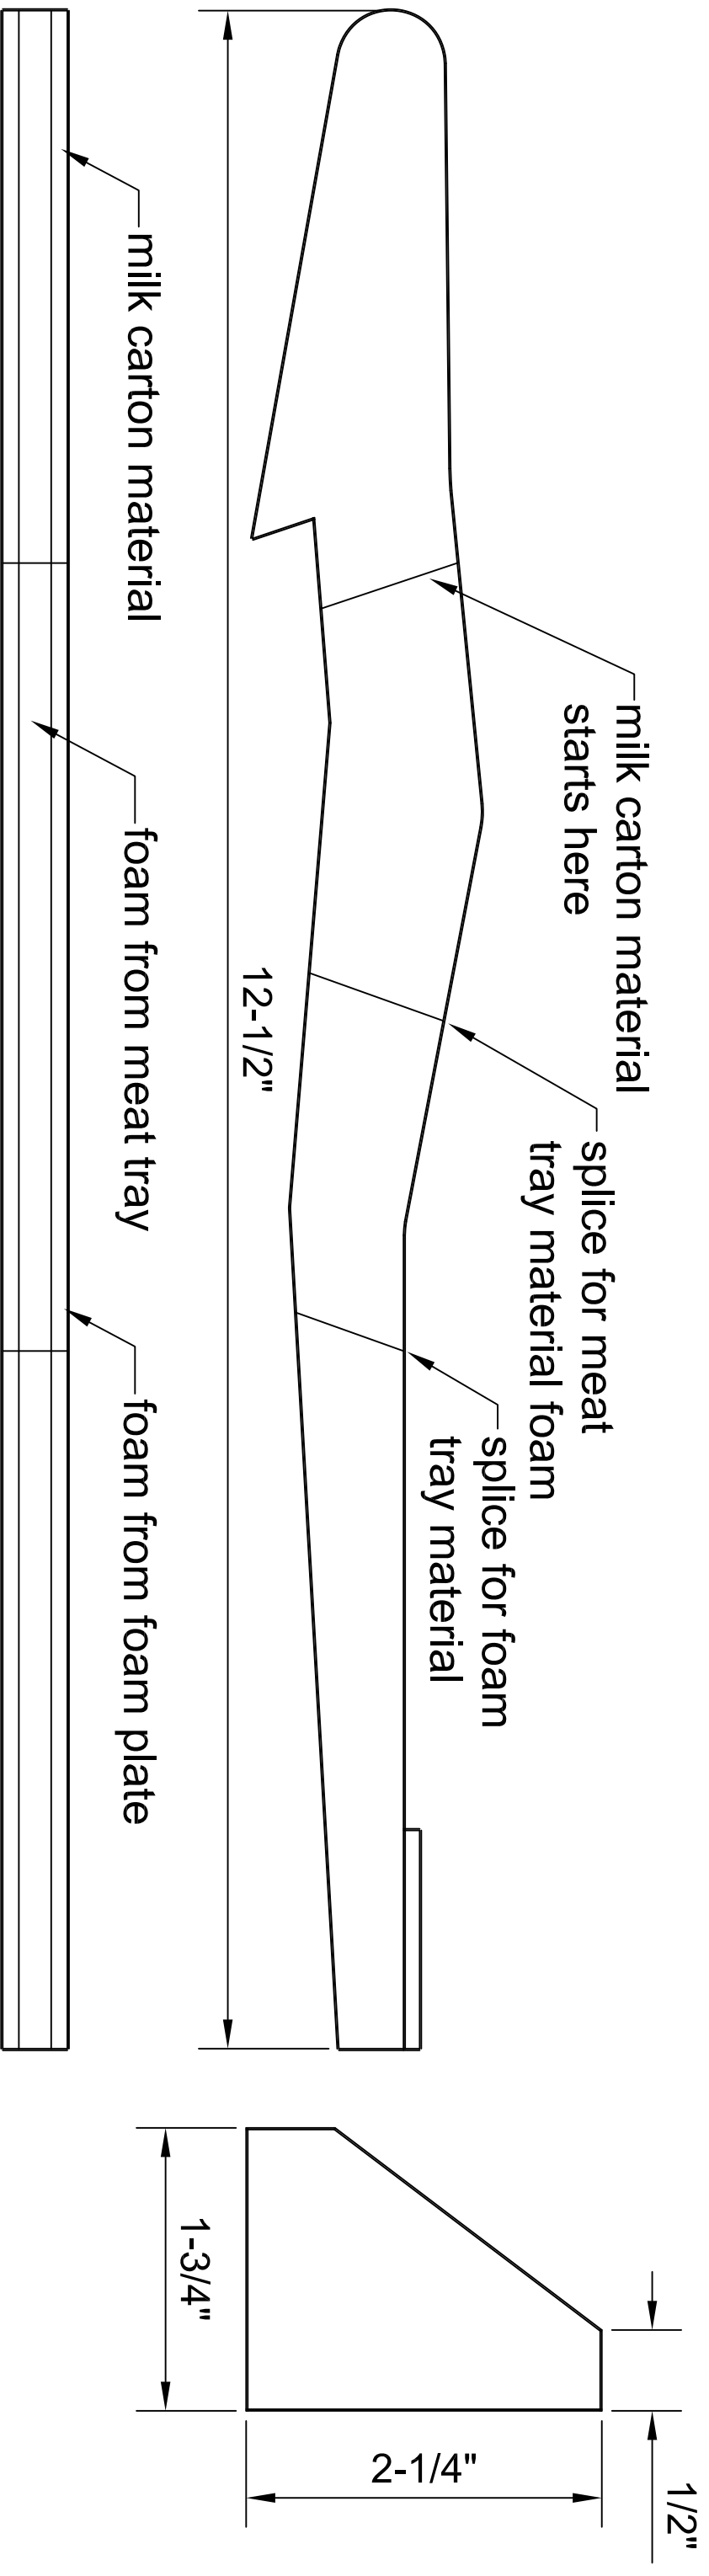 milk carton material
starts here
splice for meat
tray material foam
splice for foam
tray material
12-1/2"
milk carton material
foam from meat tray
foam from foam plate
1/2"
2-1/4"
1-3/4"